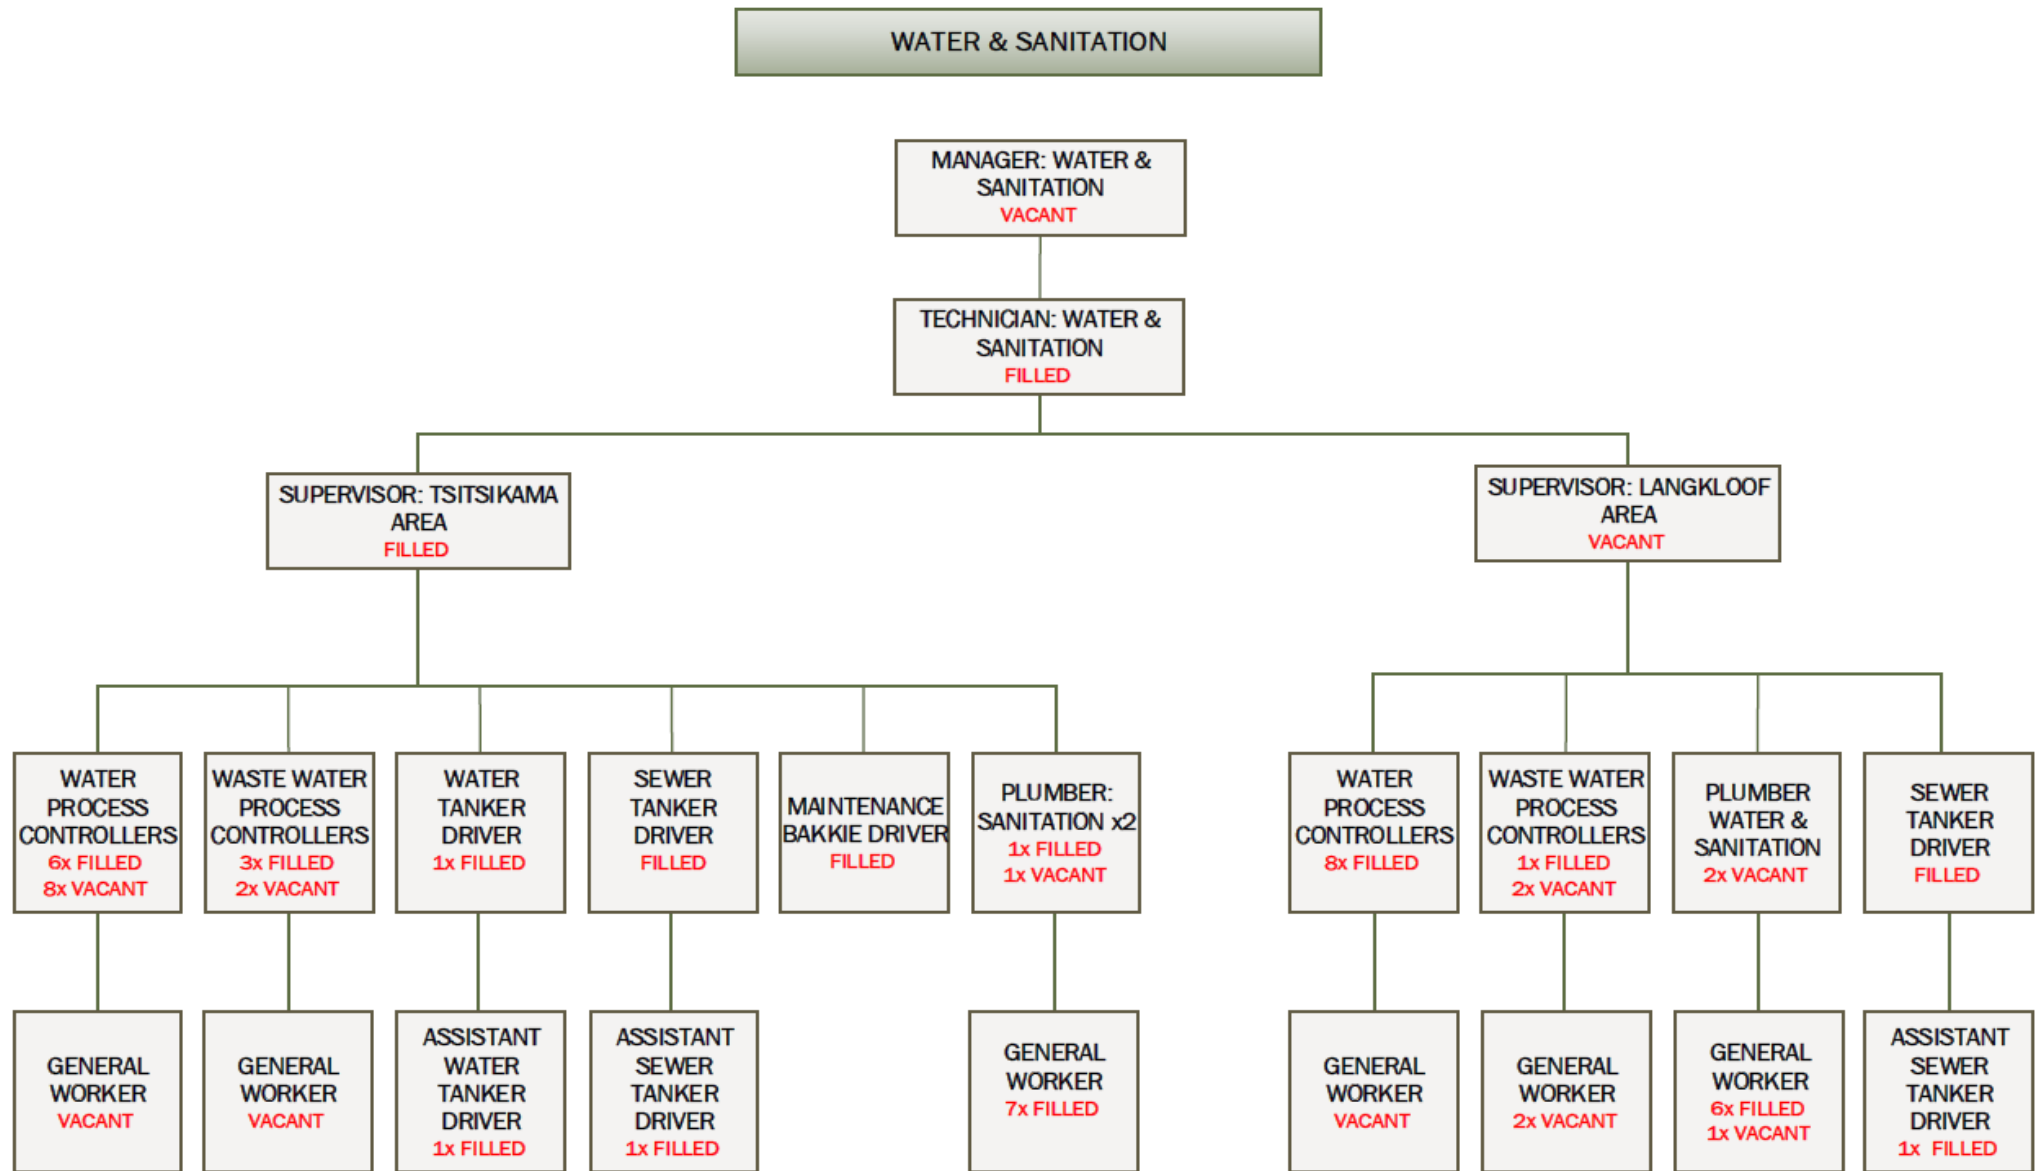 WATER & SANITATION
MANAGER: WATER &
SANITATION
VACANT
TECHNICIAN: WATER &
SANITATION
FILLED
SUPERVISOR: TSITSIKAMA
AREA
FILLED
SUPERVISOR: LANGKLOOF
AREA
VACANT
WATER
PROCESS
CONTROLLERS
6x FILLED
8x VACANT
WASTE WATER
PROCESS
CONTROLLERS
3x FILLED
2x VACANT
WATER
TANKER
DRIVER
1x FILLED
SEWER
TANKER
DRIVER
FILLED
MAINTENANCE
BAKKIE DRIVER
FILLED
PLUMBER:
SANITATION x2
1x FILLED
1x VACANT
WATER
PROCESS
CONTROLLERS
8x FILLED
WASTE WATER
PROCESS
CONTROLLERS
1x FILLED
2x VACANT
PLUMBER
WATER &
SANITATION
2x VACANT
SEWER
TANKER
DRIVER
FILLED
GENERAL
WORKER
VACANT
GENERAL
WORKER
VACANT
ASSISTANT
WATER
TANKER
DRIVER
1x FILLED
ASSISTANT
SEWER
TANKER
DRIVER
1x FILLED
GENERAL
WORKER
7x FILLED
GENERAL
WORKER
VACANT
GENERAL
WORKER
2x VACANT
GENERAL
WORKER
6x FILLED
1x VACANT
ASSISTANT
SEWER
TANKER
DRIVER
1x FILLED